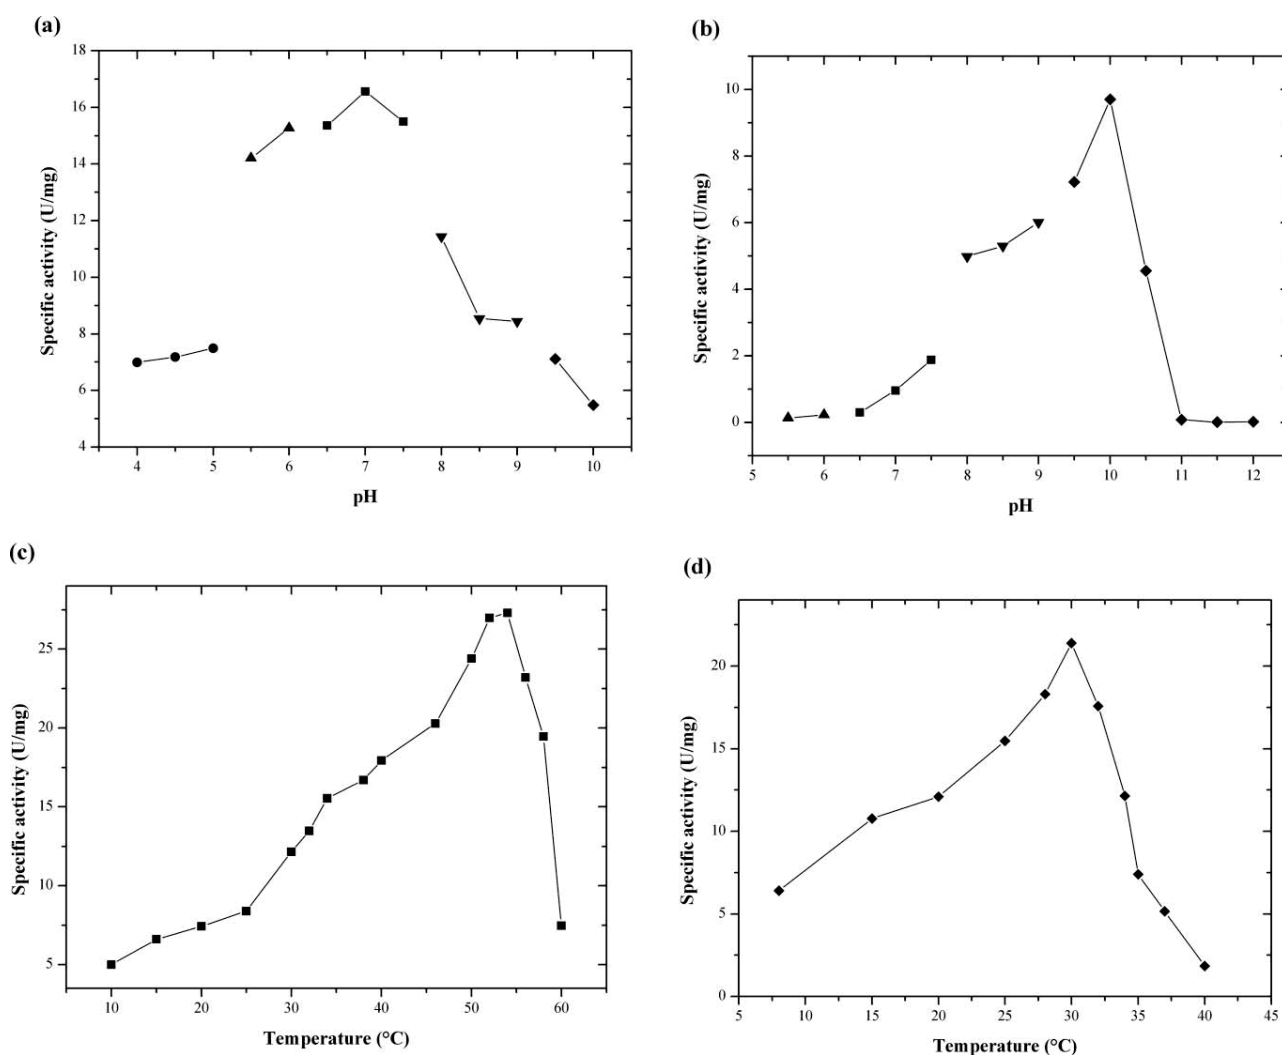 (a)
18
16
14
12
10
8
6
4
Specific activity (U/mg)
4 5 6 7 8 9 10
pH
(b)
10
8
6
4
2
0
Specific activity (U/mg)
5 6 7 8 9 10 11 12
pH
(c)
25
20
15
10
5
Specific activity (U/mg)
10 20 30 40 50 60
Temperature (°C)
(d)
20
15
10
5
0
Specific activity (U/mg)
5 10 15 20 25 30 35 40 45
Temperature (°C)